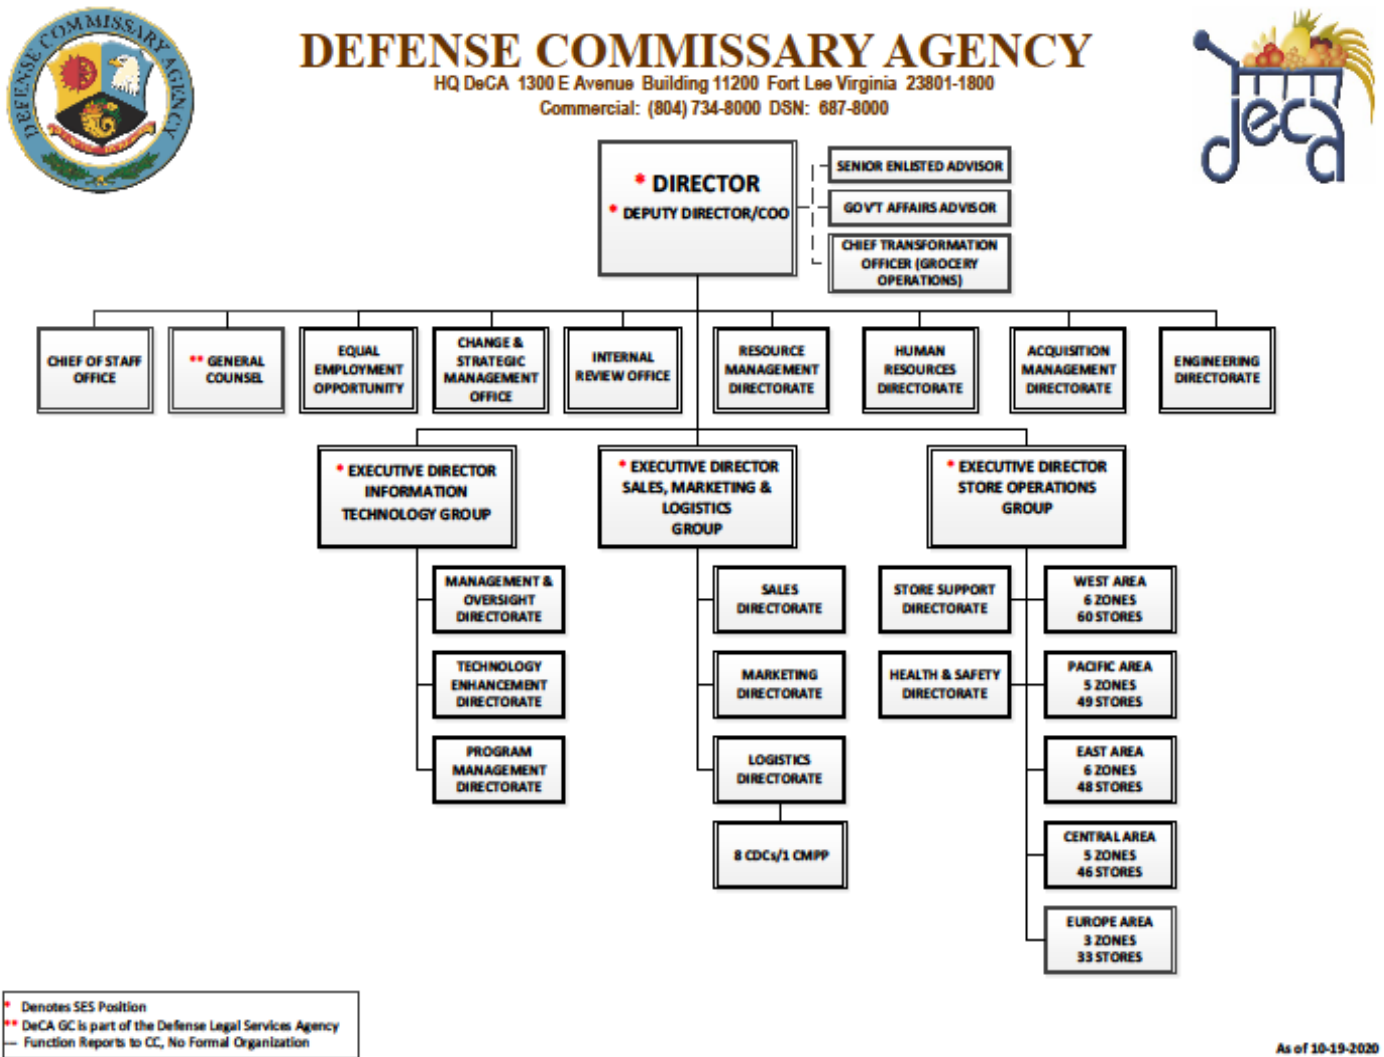 DEFENSE COMMISSARY AGENCY
DEFENSE COMMISSARY AGENCY
HQ DeCA 1300 E Avenue Building 11200 Fort Lee Virginia 23801-1800
Commercial: (804) 734-8000 DSN: 687-8000
deca
* DIRECTOR
* DEPUTY DIRECTOR/COO
SENIOR ENLISTED ADVISOR
GOV'T AFFAIRS ADVISOR
CHIEF TRANSFORMATION
OFFICER (GROCERY
OPERATIONS)
CHIEF OF STAFF
OFFICE
** GENERAL
COUNSEL
EQUAL
EMPLOYMENT
OPPORTUNITY
CHANGE &
STRATEGIC
MANAGEMENT
OFFICE
INTERNAL
REVIEW OFFICE
RESOURCE
MANAGEMENT
DIRECTORATE
HUMAN
RESOURCES
DIRECTORATE
ACQUISITION
MANAGEMENT
DIRECTORATE
ENGINEERING
DIRECTORATE
* EXECUTIVE DIRECTOR
INFORMATION
TECHNOLOGY GROUP
* EXECUTIVE DIRECTOR
SALES, MARKETING &
LOGISTICS
GROUP
* EXECUTIVE DIRECTOR
STORE OPERATIONS
GROUP
MANAGEMENT &
OVERSIGHT
DIRECTORATE
TECHNOLOGY
ENHANCEMENT
DIRECTORATE
PROGRAM
MANAGEMENT
DIRECTORATE
SALES
DIRECTORATE
MARKETING
DIRECTORATE
LOGISTICS
DIRECTORATE
8 CDCs/1 CMPP
STORE SUPPORT
DIRECTORATE
HEALTH & SAFETY
DIRECTORATE
WEST AREA
6 ZONES
60 STORES
PACIFIC AREA
5 ZONES
49 STORES
EAST AREA
6 ZONES
48 STORES
CENTRAL AREA
5 ZONES
46 STORES
EUROPE AREA
3 ZONES
33 STORES
* Denotes SES Position
** DeCA GC is part of the Defense Legal Services Agency
--- Function Reports to CC, No Formal Organization
As of 10-19-2020